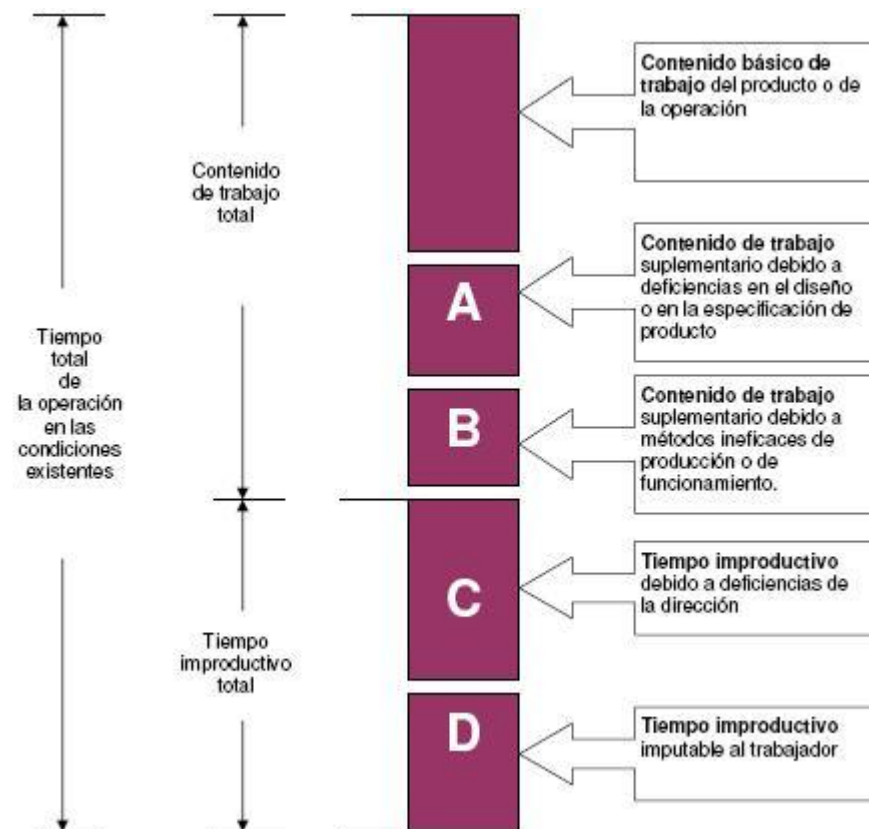 Tiempo
total
de
la operación
en las
condiciones
existentes
Contenido
de trabajo
total
Tiempo
improductivo
total
A
B
C
D
Contenido básico de
trabajo del producto o de
la operación
Contenido de trabajo
suplementario debido a
deficiencias en el diseño
o en la especificación de
producto
Contenido de trabajo
suplementario debido a
métodos ineficaces de
producción o de
funcionamiento.
Tiempo improductivo
debido a deficiencias de
la dirección
Tiempo improductivo
imputable al trabajador